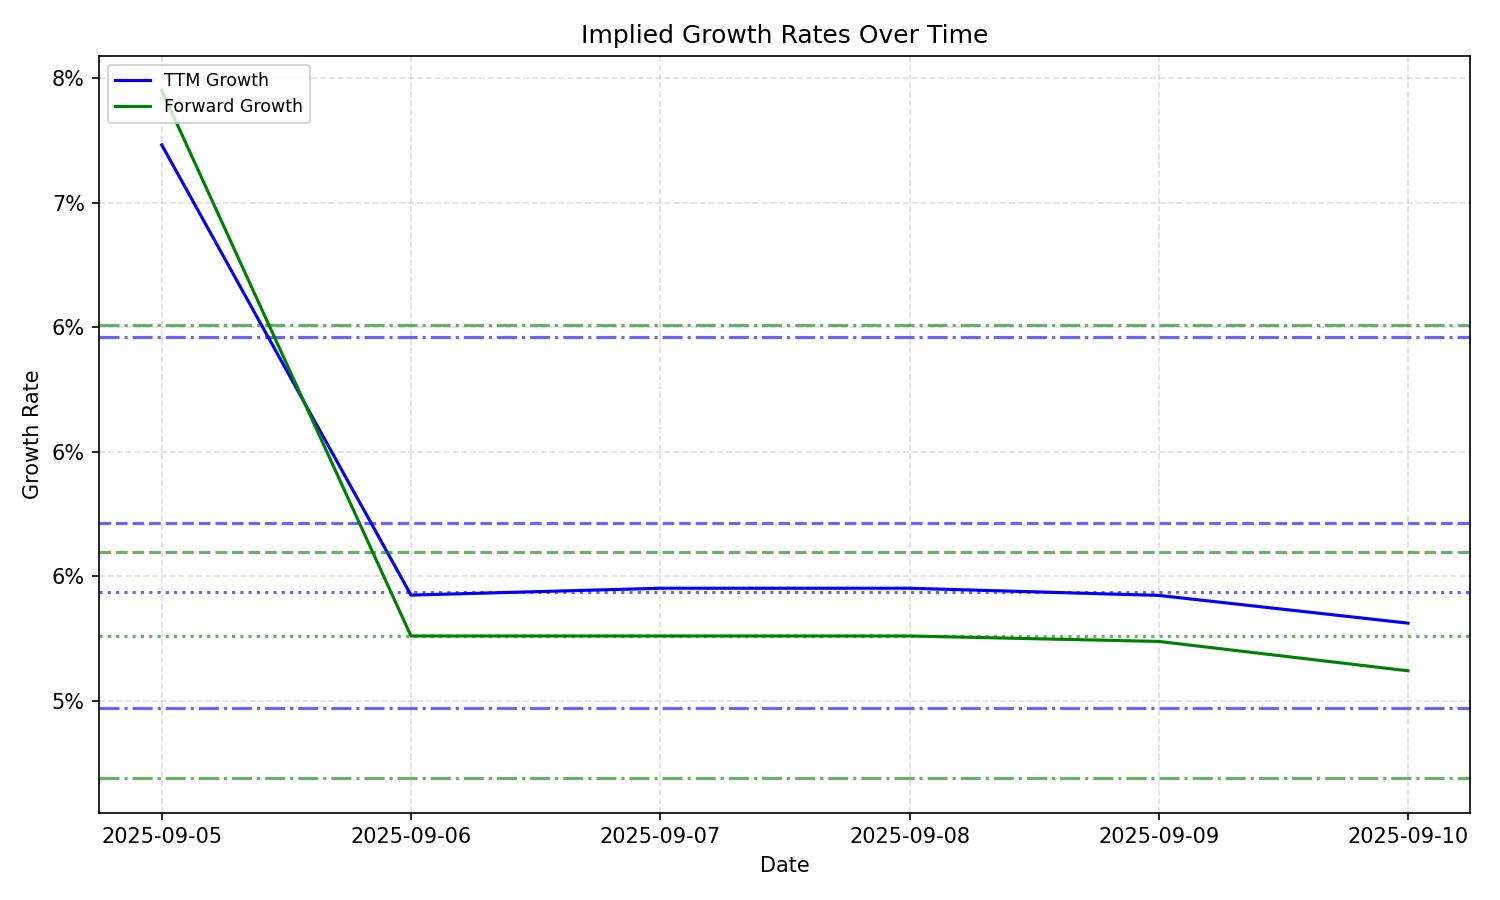 Implied Growth Rates Over Time
TTM Growth
Forward Growth
8%
7%
6%
6%
6%
5%
Growth Rate
2025-09-05
2025-09-06
2025-09-07
2025-09-08
2025-09-09
2025-09-10
Date